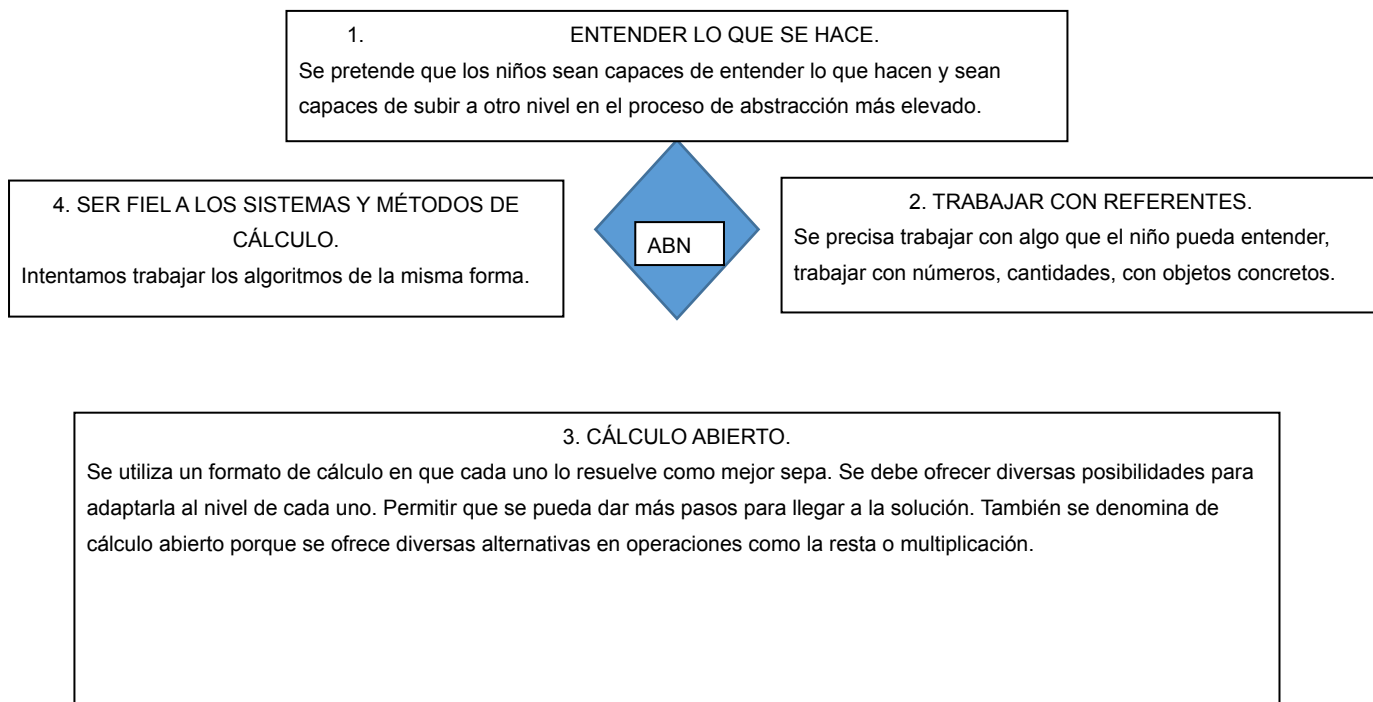 1. ENTENDER LO QUE SE HACE.
Se pretende que los niños sean capaces de entender lo que hacen y sean
capaces de subir a otro nivel en el proceso de abstracción más elevado.
4. SER FIEL A LOS SISTEMAS Y MÉTODOS DE
CÁLCULO.
Intentamos trabajar los algoritmos de la misma forma.
ABN
2. TRABAJAR CON REFERENTES.
Se precisa trabajar con algo que el niño pueda entender,
trabajar con números, cantidades, con objetos concretos.
3. CÁLCULO ABIERTO.
Se utiliza un formato de cálculo en que cada uno lo resuelve como mejor sepa. Se debe ofrecer diversas posibilidades para
adaptarla al nivel de cada uno. Permitir que se pueda dar más pasos para llegar a la solución. También se denomina de
cálculo abierto porque se ofrece diversas alternativas en operaciones como la resta o multiplicación.